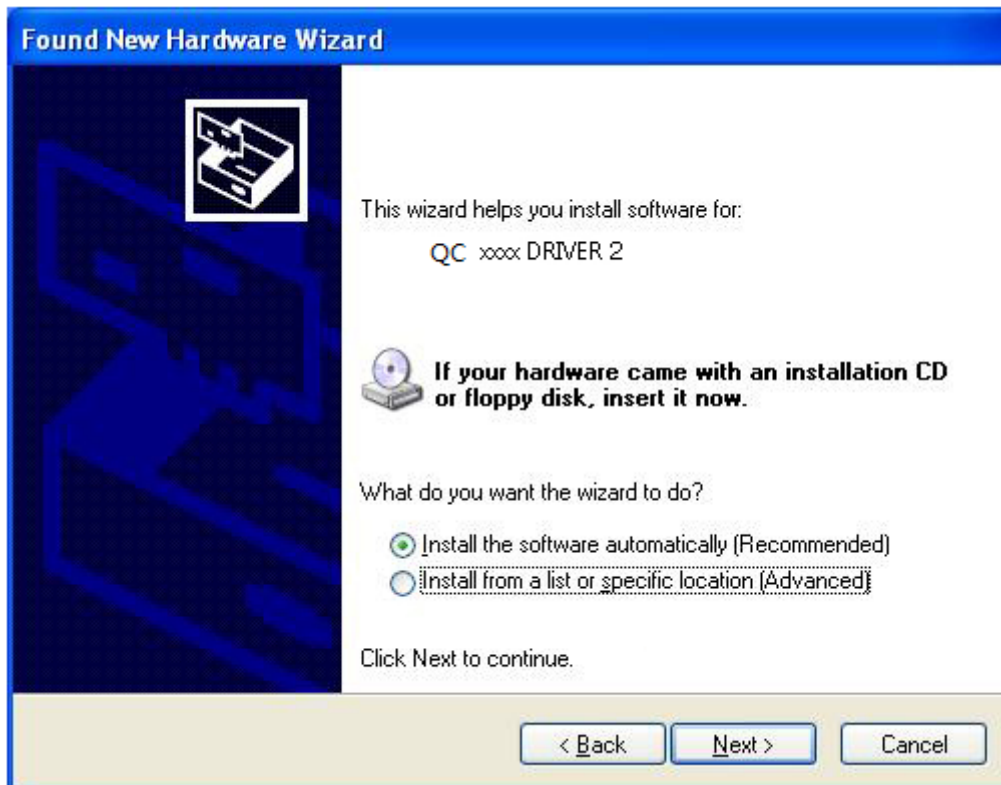 Found New Hardware Wizard
This wizard helps you install software for:
QC xxxx DRIVER 2
If your hardware came with an installation CD
or floppy disk, insert it now.
What do you want the wizard to do?
Install the software automatically (Recommended)
Install from a list or specific location (Advanced)
Click Next to continue.
< Back Next > Cancel